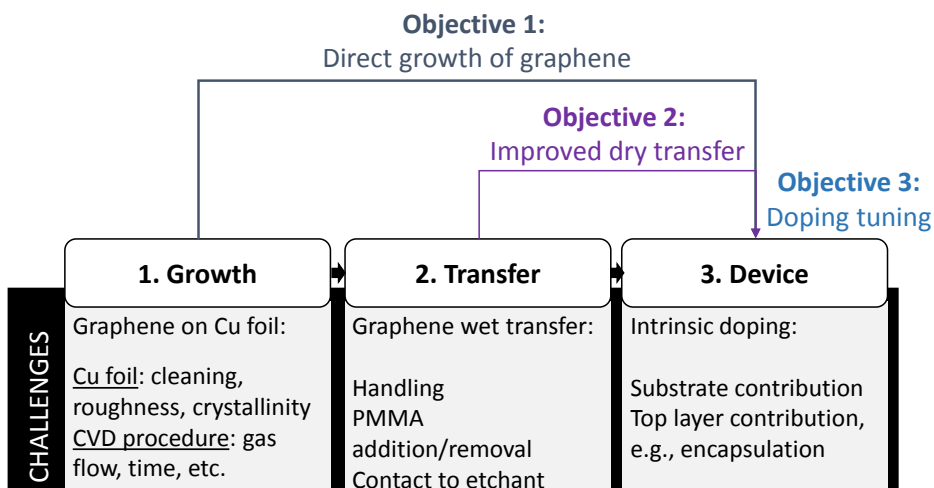 Objective 1:
Direct growth of graphene
Objective 2:
Improved dry transfer
Objective 3:
Doping tuning
1. Growth
2. Transfer
3. Device
CHALLENGES
Graphene on Cu foil:
Cu foil: cleaning,
roughness, crystallinity
CVD procedure: gas
flow, time, etc.
Graphene wet transfer:
Handling
PMMA
addition/removal
Contact to etchant
Intrinsic doping:
Substrate contribution
Top layer contribution,
e.g., encapsulation